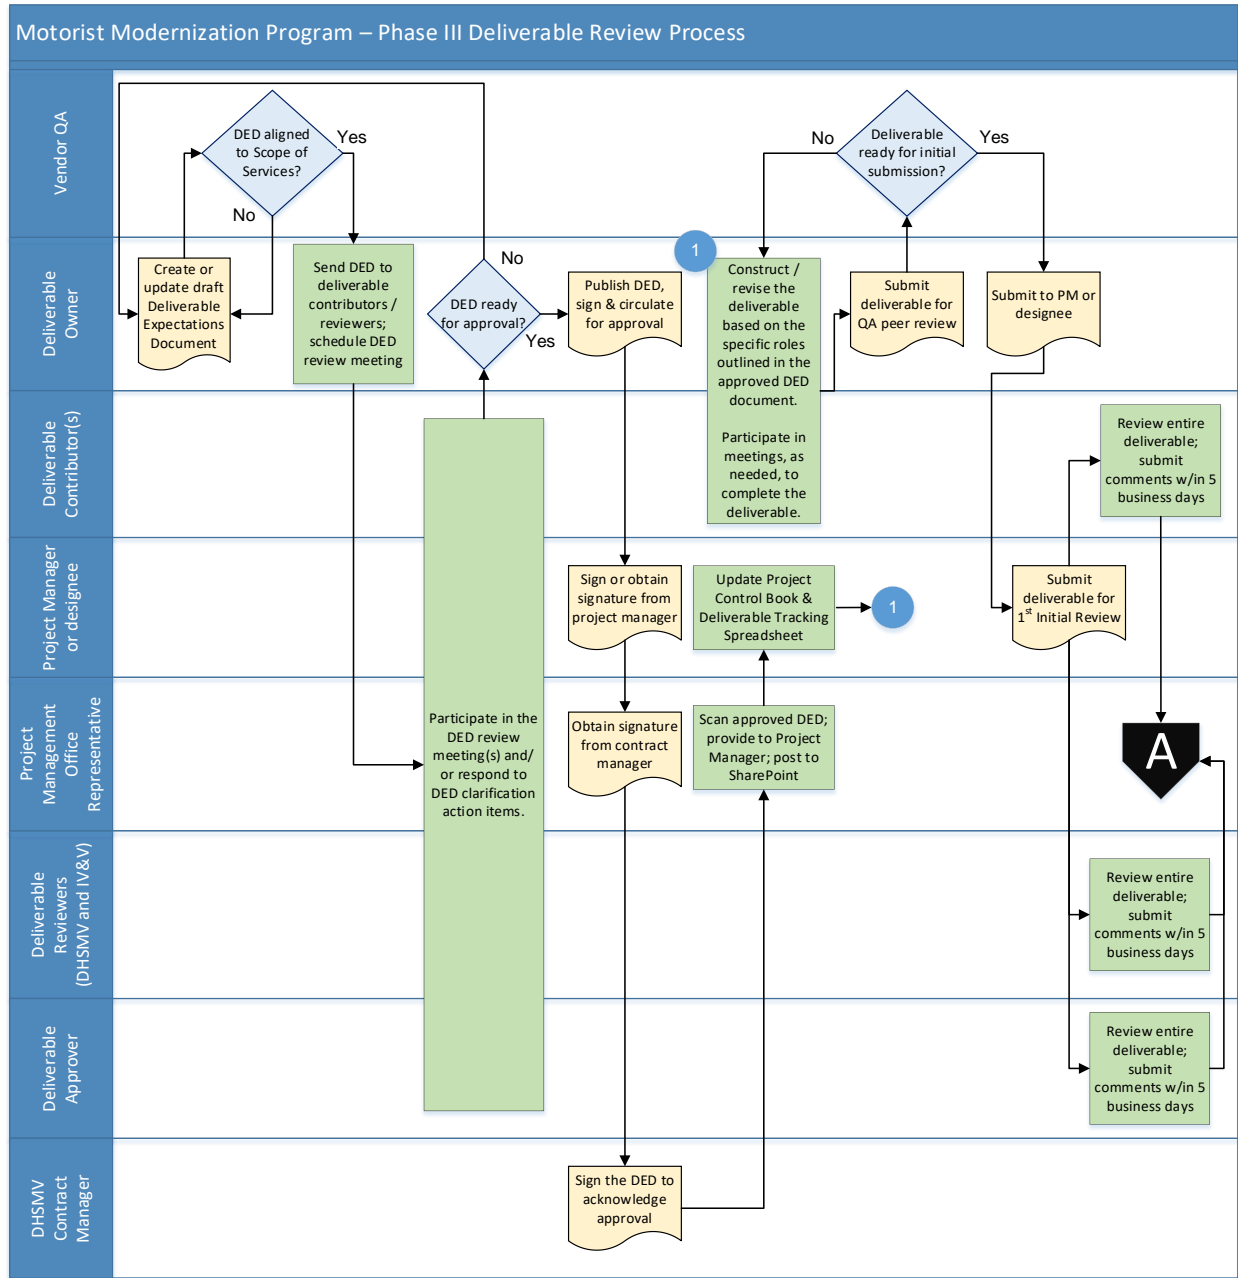 Motorist Modernization Program – Phase III Deliverable Review Process
Vendor QA
DED aligned
to Scope of
Services?
Yes
No
No
Deliverable
ready for initial
submission?
Yes
Deliverable
Owner
Create or
update draft
Deliverable
Expectations
Document
Send DED to
deliverable
contributors /
reviewers;
schedule DED
review meeting
No
DED ready
for approval?
Yes
Publish DED,
sign & circulate
for approval
1
Construct /
revise the
deliverable
based on the
specific roles
outlined in the
approved DED
document.
Participate in
meetings, as
needed, to
complete the
deliverable.
Submit
deliverable for
QA peer review
Submit to PM or
designee
Deliverable
Contributor(s)
Review entire
deliverable;
submit
comments w/in 5
business days
Project Manager
or designee
Sign or obtain
signature from
project manager
Update Project
Control Book &
Deliverable Tracking
Spreadsheet
1
Submit
deliverable for
1st Initial Review
Project
Management
Office
Representative
Participate in the
DED review
meeting(s) and/
or respond to
DED clarification
action items.
Obtain signature
from contract
manager
Scan approved DED;
provide to Project
Manager; post to
SharePoint
A
Deliverable
Reviewers
(DHSMV and IV&V)
Review entire
deliverable;
submit
comments w/in 5
business days
Deliverable
Approver
Review entire
deliverable;
submit
comments w/in 5
business days
DHSMV
Contract
Manager
Sign the DED to
acknowledge
approval